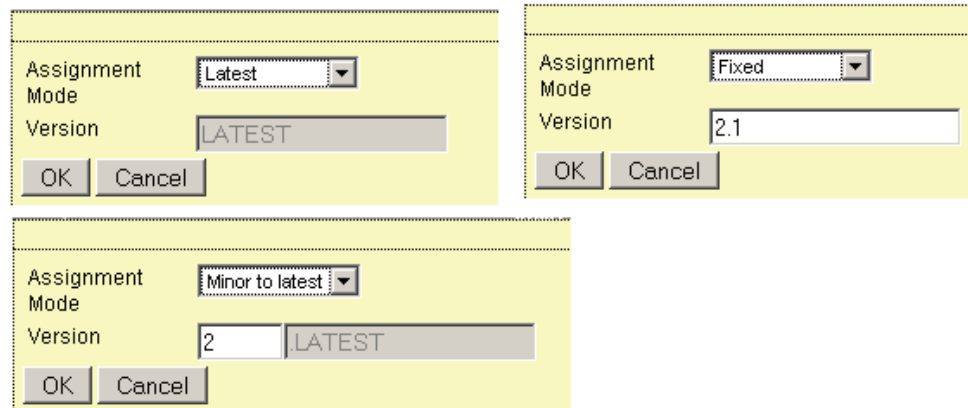 Assignment Mode Latest
Version LATEST
OK Cancel
Assignment Mode Fixed
Version 2.1
OK Cancel
Assignment Mode Minor to latest
Version 2 .LATEST
OK Cancel